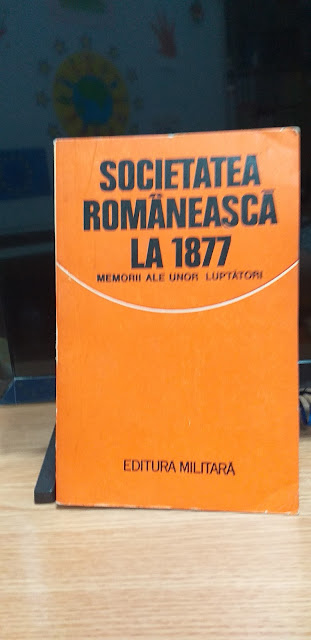 SOCIETATEA
ROMÂNEASCĂ
LA 1877
MEMORII ALE UNOR LUPTĂTORI
EDITURA MILITARĂ